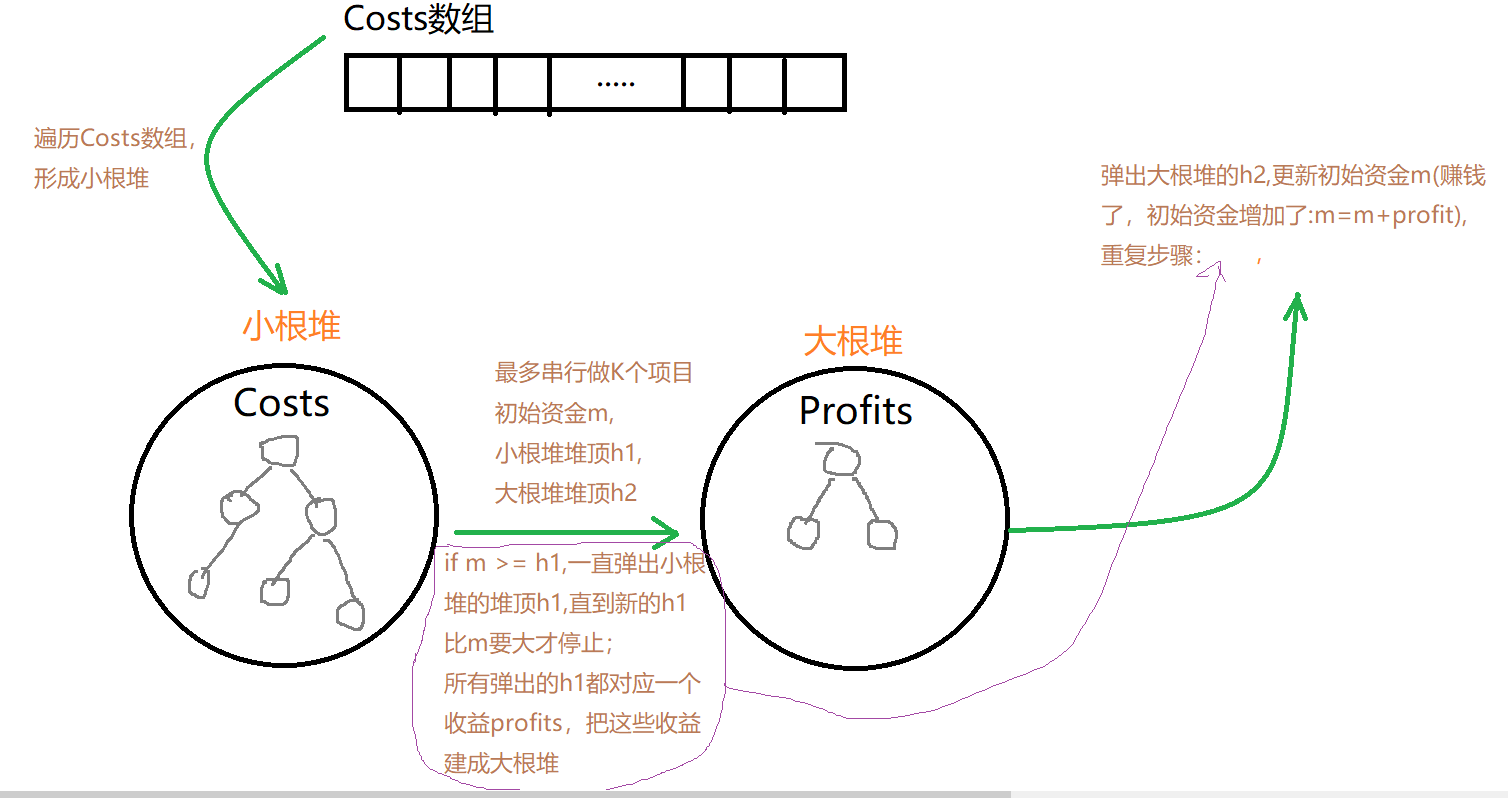 Costs数组
.....
遍历Costs数组，
形成小根堆
弹出大根堆的h2,更新初始资金m(赚钱
了，初始资金增加了:m=m+profit),
重复步骤：
，
小根堆
Costs
最多串行做K个项目
初始资金m,
小根堆堆顶h1,
大根堆堆顶h2
大根堆
Profits
if m >= h1,一直弹出小根
堆的堆顶h1,直到新的h1
比m要大才停止；
所有弹出的h1都对应一个
收益profits，把这些收益
建成大根堆